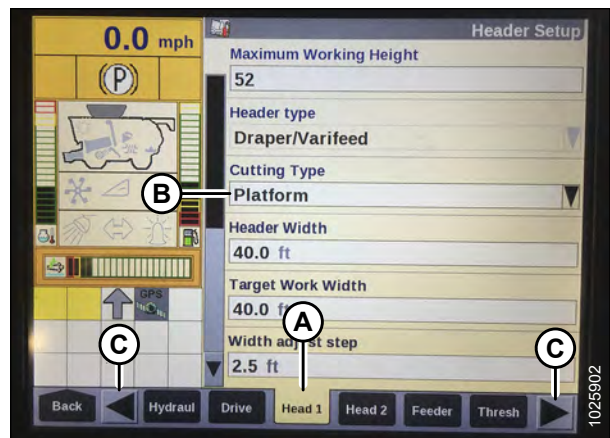 0.0 mph
(P)
GPS
Header Setup
Maximum Working Height
52
Header type
Draper/Varifeed
Cutting Type
Platform
B
Header Width
40.0 ft
Target Work Width
40.0
A
Width adjust step
2.5 ft
C
C
Back
Hydraul
Drive
Head 1
Head 2
Feeder
Thresh
1025902